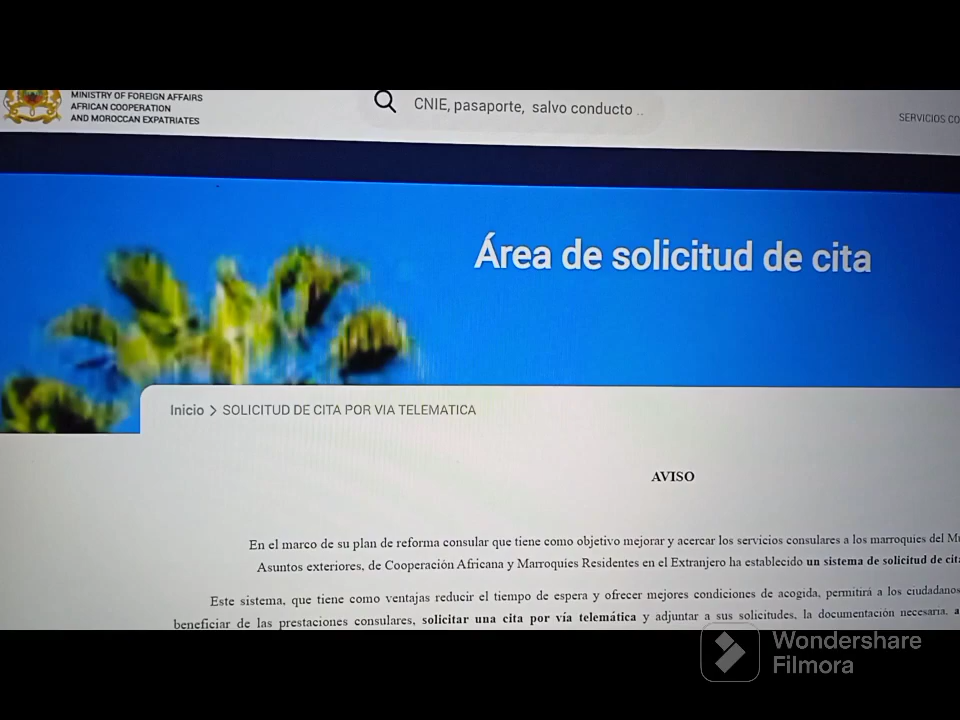 MINISTRY OF FOREIGN AFFAIRS
AFRICAN COOPERATION
AND MOROCCAN EXPATRIATES
CNIE, pasaporte, salvo conducto ..
SERVICIOS CO
Área de solicitud de cita
Inicio > SOLICITUD DE CITA POR VIA TELEMATICA
AVISO
En el marco de su plan de reforma consular que tiene como objetivo mejorar y acercar los servicios consulares a los marroquies del
Asuntos exteriores, de Cooperación Africana y Marroquies Residentes en el Extranjero ha establecido un sistema de solicitud de cita
Este sistema, que tiene como ventajas reducir el tiempo de espera y ofrecer mejores condiciones de acogida, permitirá a los ciudadanos
beneficiar de las prestaciones consulares, solicitar una cita por vía telemática y adjuntar a sus solicitudes, la documentación necesaria, a
Wondershare
Filmora